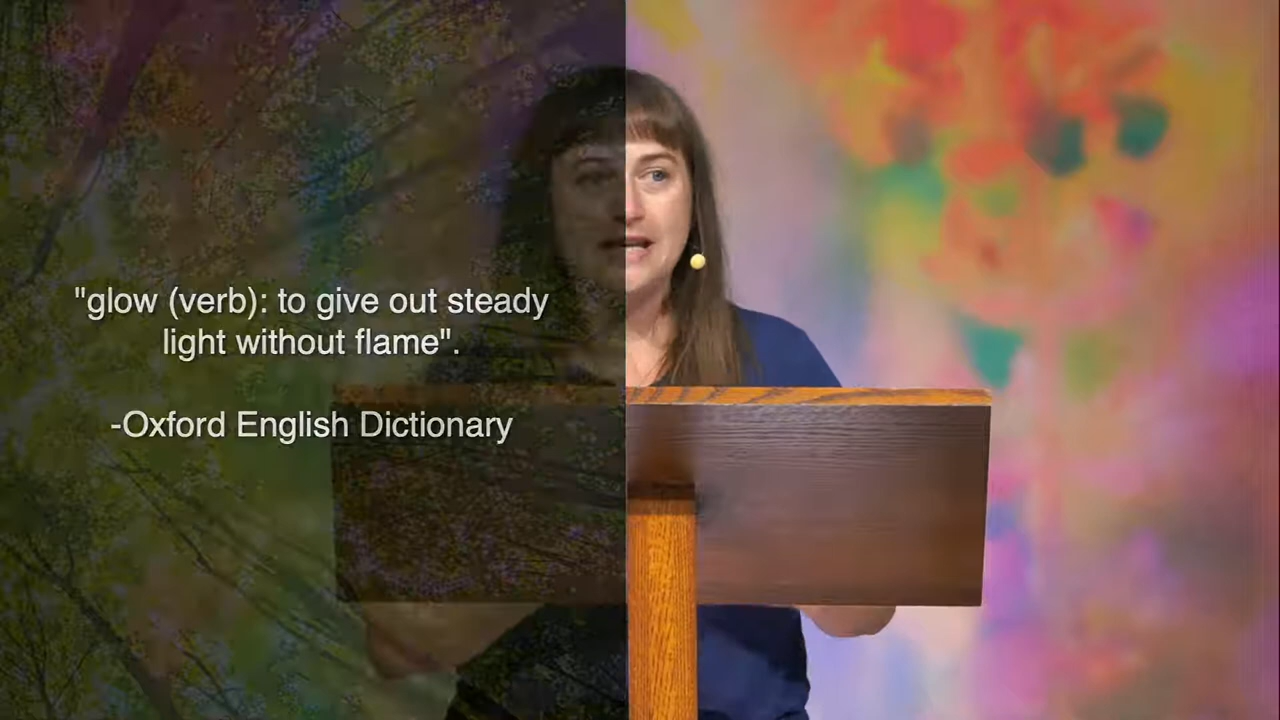 "glow (verb): to give out steady
light without flame".
-Oxford English Dictionary